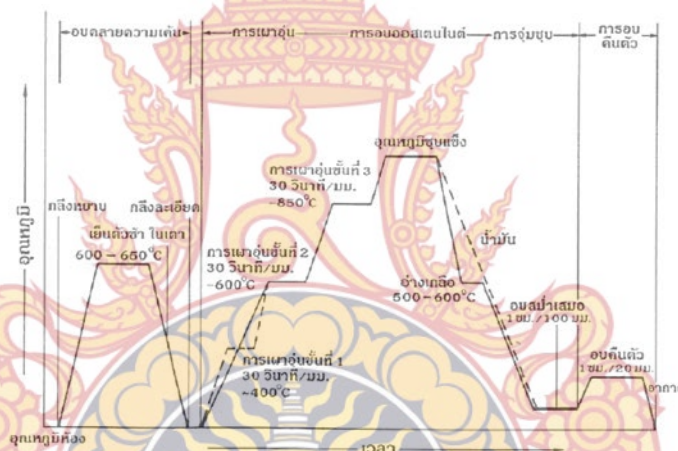 อบคลายความเค้น
การเผาอุ่น
การอบออสเตนไนต์
การจุ่มชุบ
การอบ
คืนตัว
อุณหภูมิ
อุณหภูมิชุบแข็ง
การเผาอุ่นขั้นที่ 3
30 วินาที/มม.
~850°C
กลึงหยาบ
กลึงละเอียด
เย็นตัวช้า ในเตา
600 – 650°C
การเผาอุ่นขั้นที่ 2
30 วินาที/มม.
~600°C
น้ำมัน
อ่างเกลือ
500-600°C
อบสม่ำเสมอ
1 ชม./100 มม.
การเผาอุ่นขั้นที่ 1
30 วินาที/มม.
~400°C
อบคืนตัว
1 ชม./20 มม.
อากาศ
อุณหภูมิห้อง
เวลา